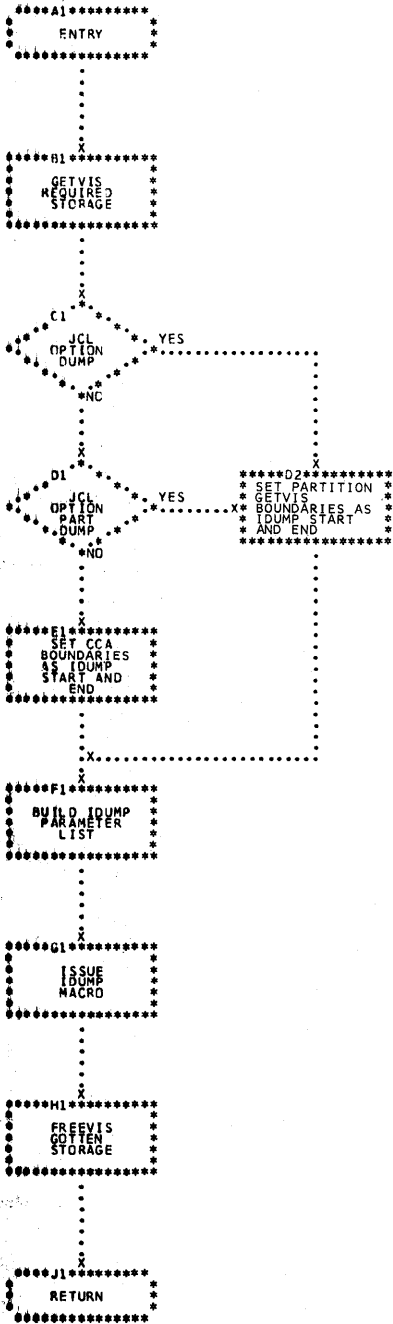 A1
ENTRY
B1
GETVIS
REQUIRED
STORAGE
C1
JCL
OPTION
DUMP
YES
NO
D1
JCL
OPTION
PART
DUMP
YES
NO
D2
SET PARTITION
GETVIS
BOUNDARIES AS
IDUMP START
AND END
E1
SET CCA
BOUNDARIES
AS IDUMP
START AND
END
F1
BUILD IDUMP
PARAMETER
LIST
G1
ISSUE
IDUMP
MACRO
H1
FREEVIS
GOTTEN
STORAGE
J1
RETURN